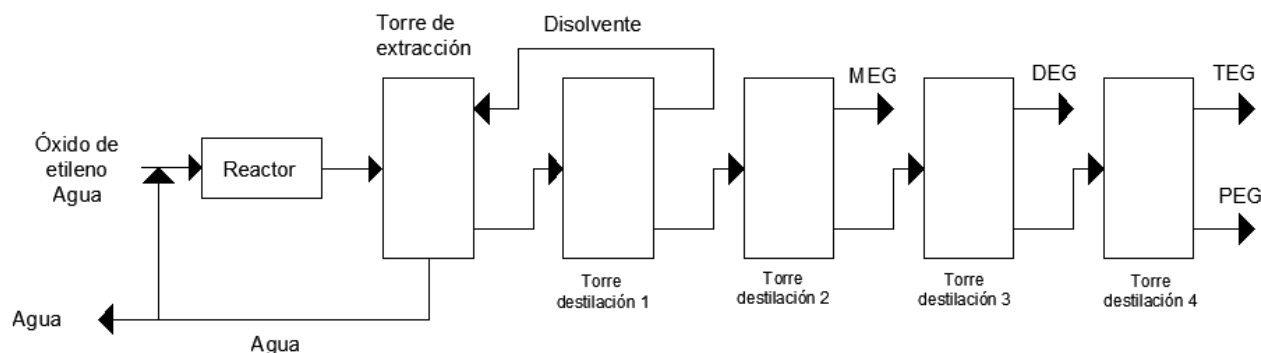 Torre de
extracción
Disolvente
MEG
DEG
TEG
Óxido de
etileno
Agua
Reactor
PEG
Torre
destilación 1
Torre
destilación 2
Torre
destilación 3
Torre
destilación 4
Agua
Agua